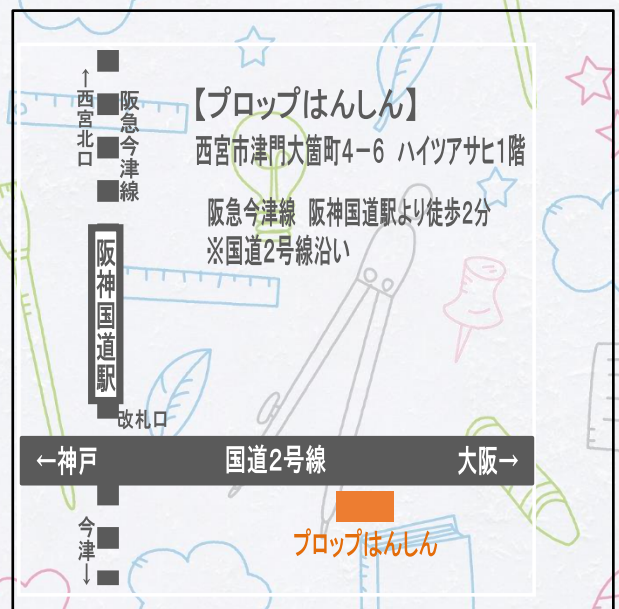 【プロップはんしん】
西宮市津門大箇町4－6 ハイツアサヒ1階
阪急今津線 阪神国道駅より徒歩2分
※国道2号線沿い
←西宮北口
阪急今津線
阪神国道駅
改札口
←神戸 国道2号線 大阪→
プロップはんしん
今津→